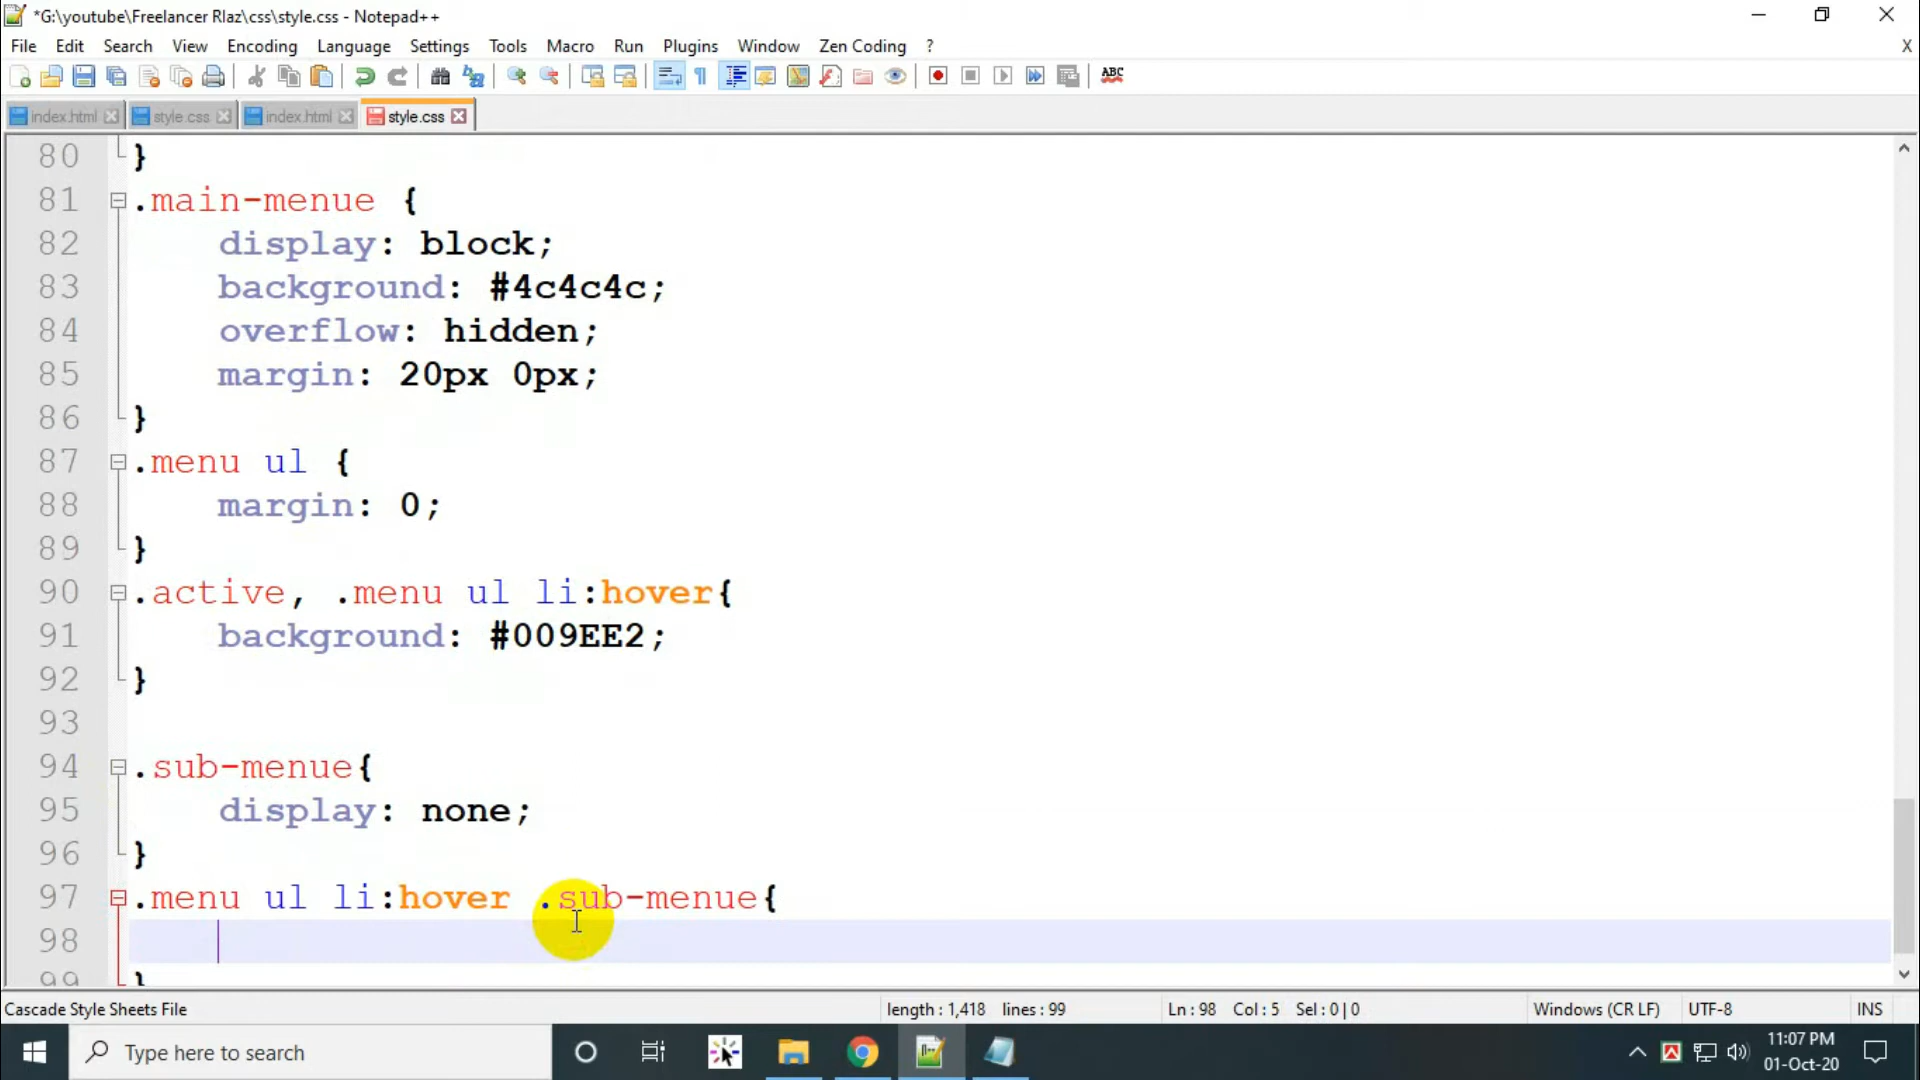 *G:\youtube\Freelancer Rlaz\css\style.css - Notepad++
File Edit Search View Encoding Language Settings Tools Macro Run Plugins Window Zen Coding ? X
ABC
index.html style.css index.html style.css
80 }
81 .main-menue {
82 display: block;
83 background: #4c4c4c;
84 overflow: hidden;
85 margin: 20px 0px;
86 }
87 .menu ul {
88 margin: 0;
89 }
90 .active, .menu ul li:hover{
91 background: #009EE2;
92 }
93
94 .sub-menue{
95 display: none;
96 }
97 .menu ul li:hover .sub-menue{
98
99 }
Cascade Style Sheets File length : 1,418 lines : 99 Ln : 98 Col : 5 Sel : 0 | 0 Windows (CR LF) UTF-8 INS
Type here to search
11:07 PM
01-Oct-20